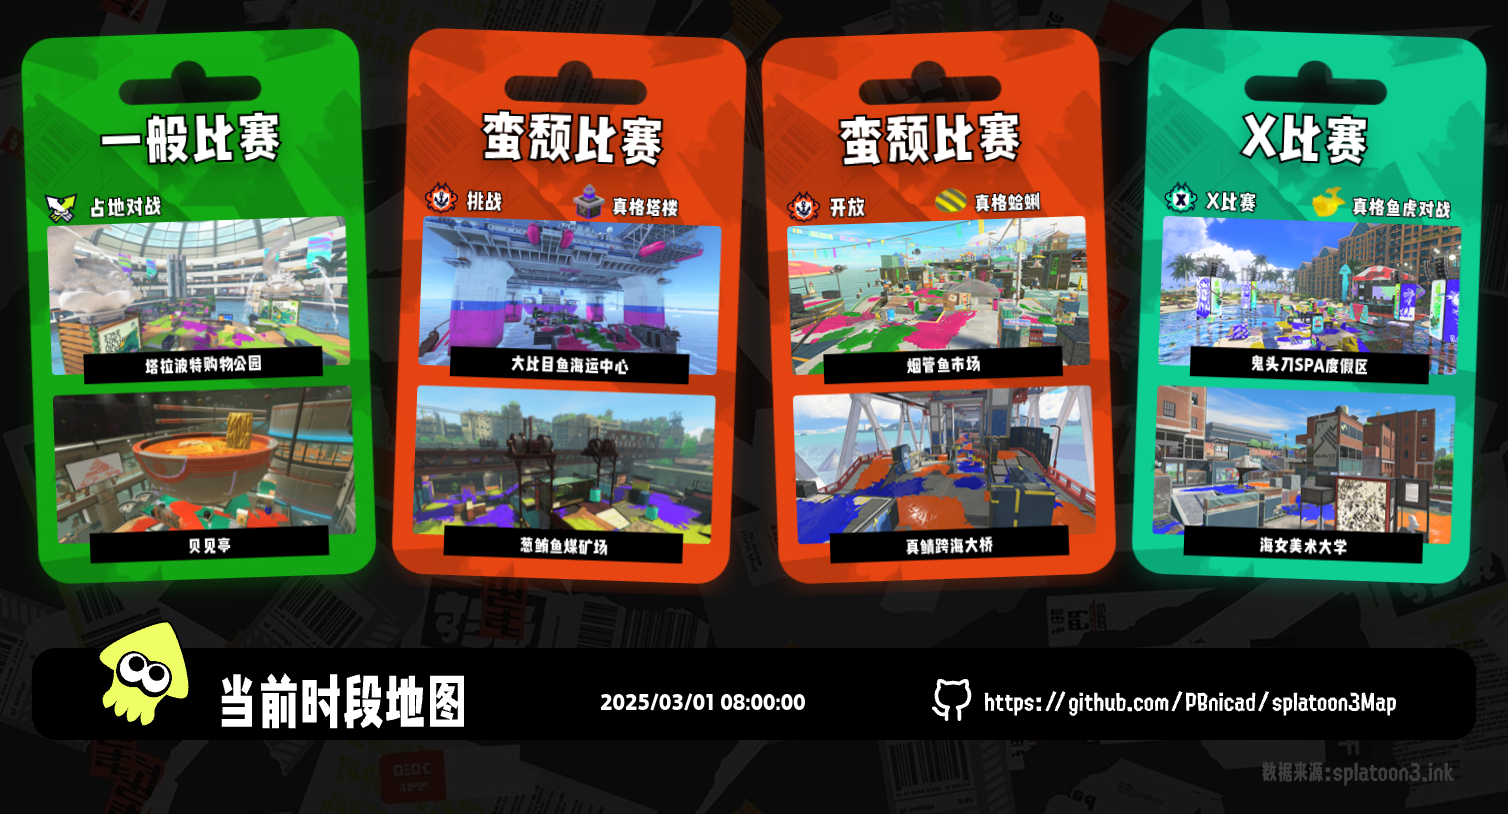 一般比赛
占地对战
塔拉波特购物公园
贝见亭
蛮颓比赛
挑战
真格塔楼
大比目鱼海运中心
葱鲔鱼煤矿场
蛮颓比赛
开放
真格蛤蜊
烟管鱼市场
真鲭跨海大桥
X比赛
X比赛
真格鱼虎对战
鬼头刀SPA度假区
海女美术大学
当前时段地图
2025/03/01 08:00:00
https://github.com/PBnicad/splatoon3Map
数据来源:splatoon3.ink